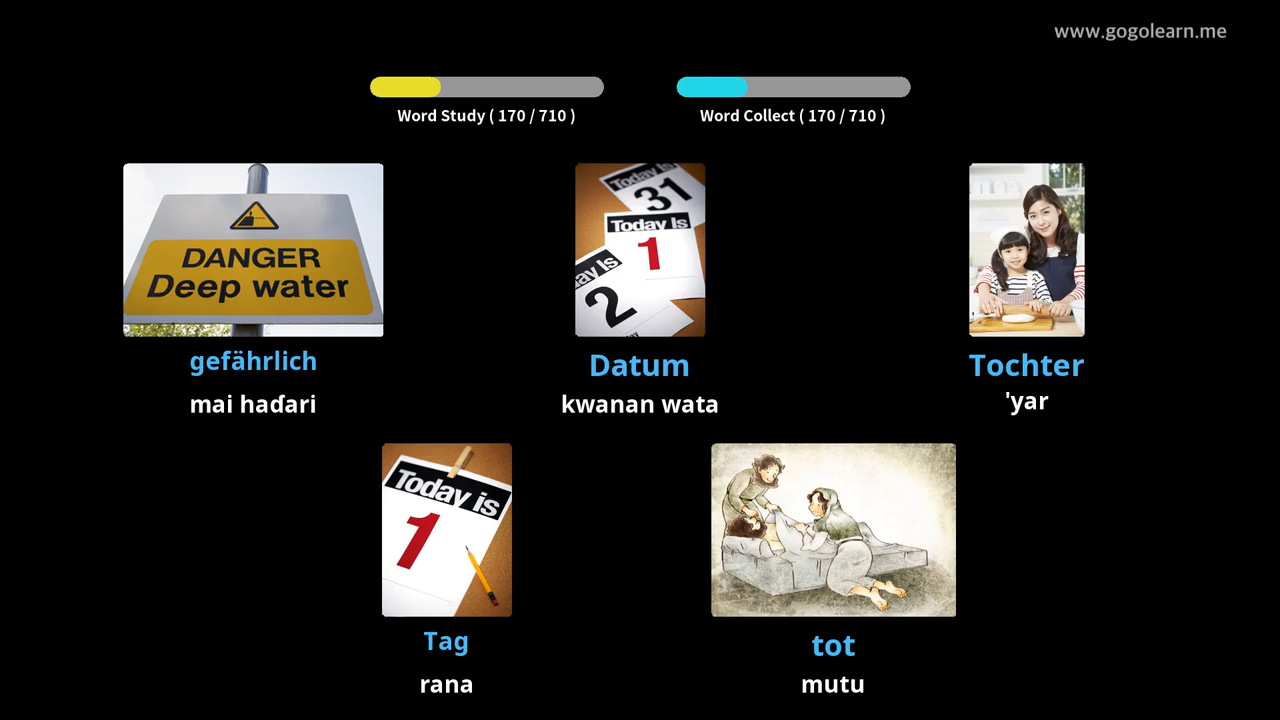 www.gogolearn.me
Word Study ( 170 / 710 )
Word Collect ( 170 / 710 )
DANGER
Deep water
Today Is
31
Today Is
1
ay Is
2
gefährlich
mai haɗari
Datum
kwanan wata
Tochter
'yar
Today is
1
Tag
rana
tot
mutu